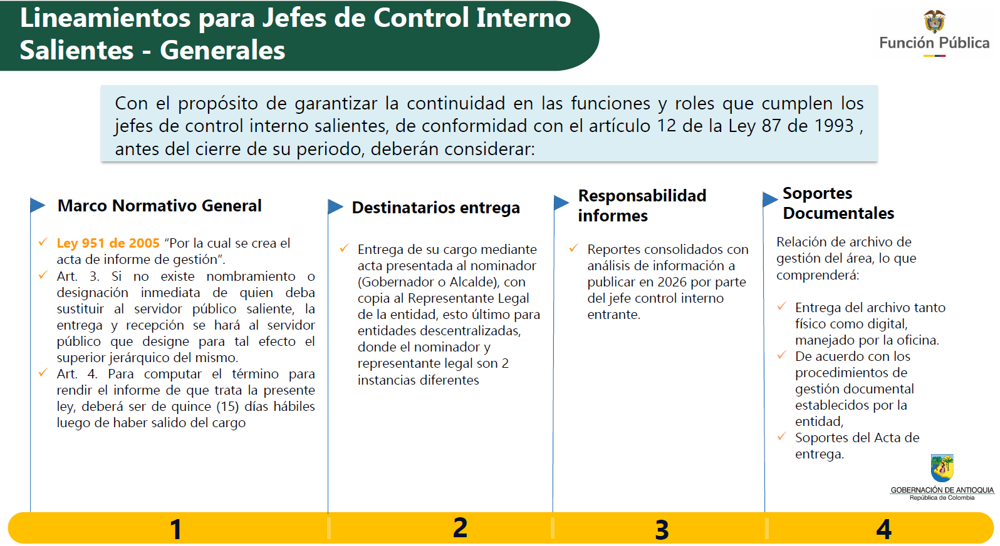 Lineamientos para Jefes de Control Interno
Salientes - Generales
Función Pública
Con el propósito de garantizar la continuidad en las funciones y roles que cumplen los
jefes de control interno salientes, de conformidad con el artículo 12 de la Ley 87 de 1993 ,
antes del cierre de su periodo, deberán considerar:
Marco Normativo General
Ley 951 de 2005 “Por la cual se crea el
acta de informe de gestión”.
Art. 3. Si no existe nombramiento o
designación inmediata de quien deba
sustituir al servidor público saliente, la
entrega y recepción se hará al servidor
público que designe para tal efecto el
superior jerárquico del mismo.
Art. 4. Para computar el término para
rendir el informe de que trata la presente
ley, deberá ser de quince (15) días hábiles
luego de haber salido del cargo
Destinatarios entrega
Entrega de su cargo mediante
acta presentada al nominador
(Gobernador o Alcalde), con
copia al Representante Legal
de la entidad, esto último para
entidades descentralizadas,
donde el nominador y
representante legal son 2
instancias diferentes
Responsabilidad
informes
Reportes consolidados con
análisis de información a
publicar en 2026 por parte
del jefe control interno
entrante.
Soportes
Documentales
Relación de archivo de
gestión del área, lo que
comprenderá:
Entrega del archivo tanto
físico como digital,
manejado por la oficina.
De acuerdo con los
procedimientos de
gestión documental
establecidos por la
entidad,
Soportes del Acta de
entrega.
GOBERNACIÓN DE ANTIOQUIA
República de Colombia
1
2
3
4